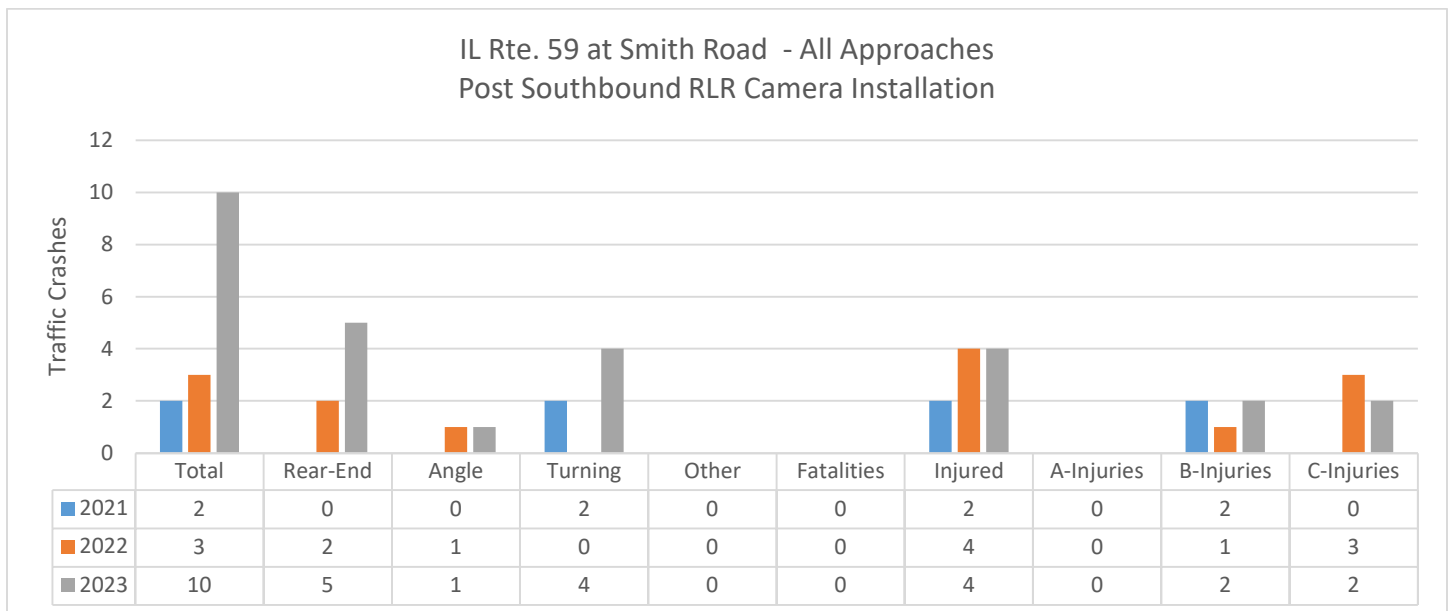 IL Rte. 59 at Smith Road - All Approaches
Post Southbound RLR Camera Installation
Traffic Crashes
12
10
8
6
4
2
0
Total Rear-End Angle Turning Other Fatalities Injured A-Injuries B-Injuries C-Injuries
2021 2 0 0 2 0 0 2 0 2 0
2022 3 2 1 0 0 0 4 0 1 3
2023 10 5 1 4 0 0 4 0 2 2